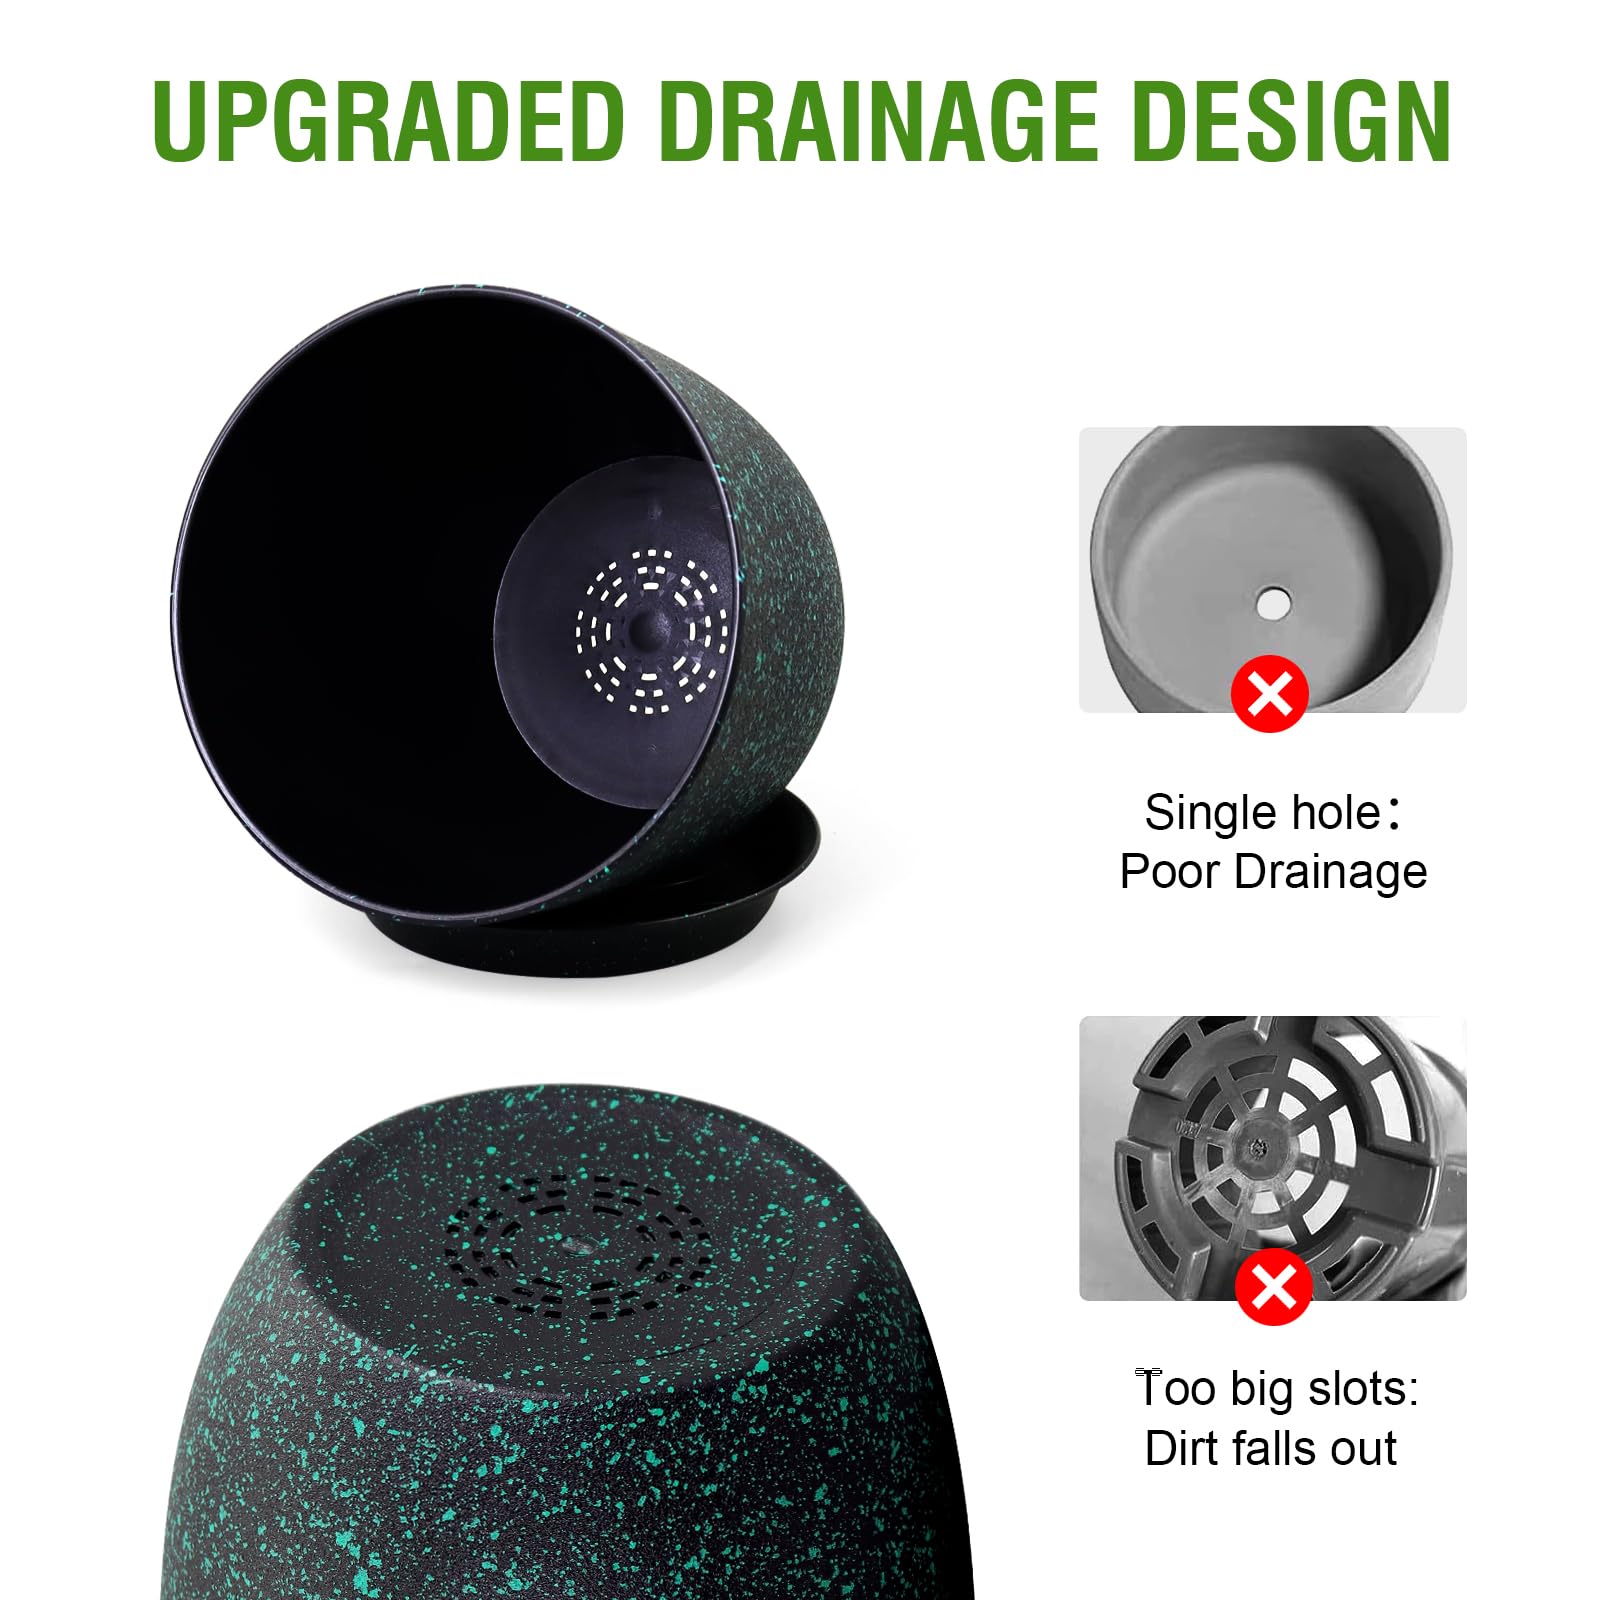 UPGRADED DRAINAGE DESIGN
Single hole:
Poor Drainage
Too big slots:
Dirt falls out